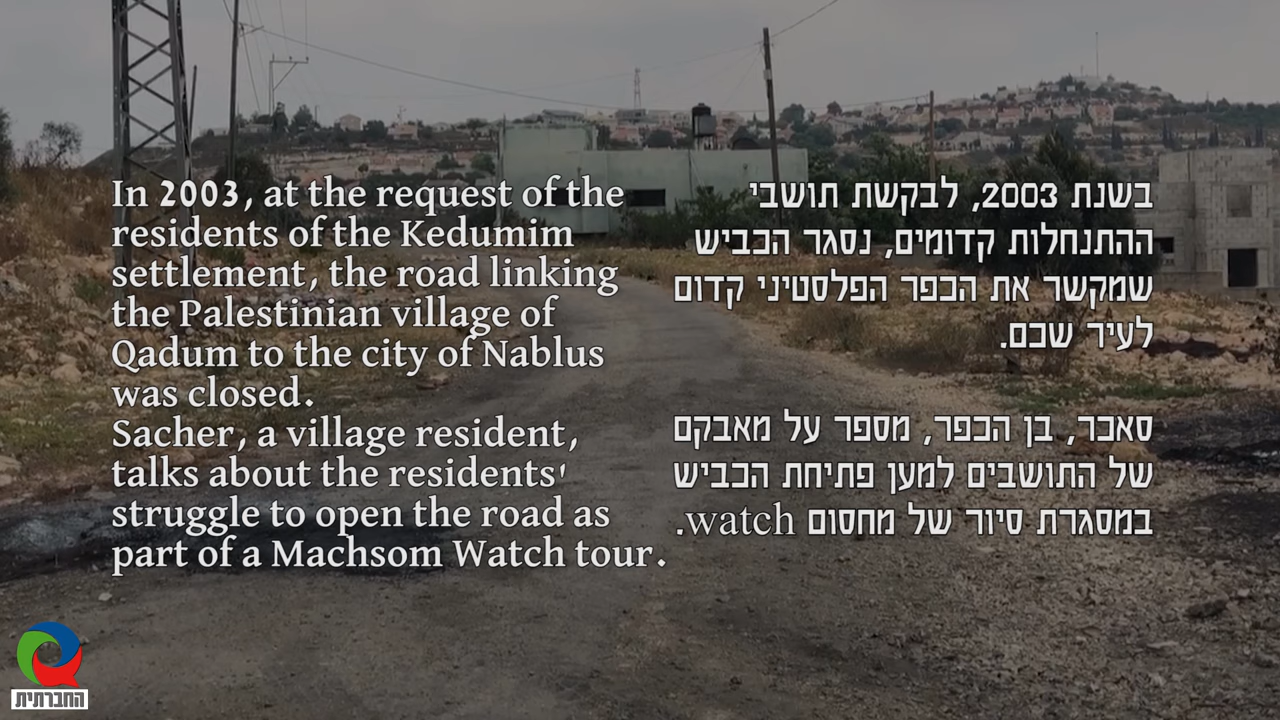 In 2003, at the request of the
residents of the Kedumim
settlement, the road linking
the Palestinian village of
Qadum to the city of Nablus
was closed.
Sacher, a village resident,
talks about the residents'
struggle to open the road as
part of a Machsom Watch tour.
בשנת 2003, לבקשת תושבי
ההתנחלות קדומים, נסגר הכביש
שמקשר את הכפר הפלסטיני קדום
לעיר שכם.
סאכר, בן הכפר, מספר על מאבקם
של התושבים למען פתיחת הכביש
במסגרת סיור של מחסום watch.
החברתית